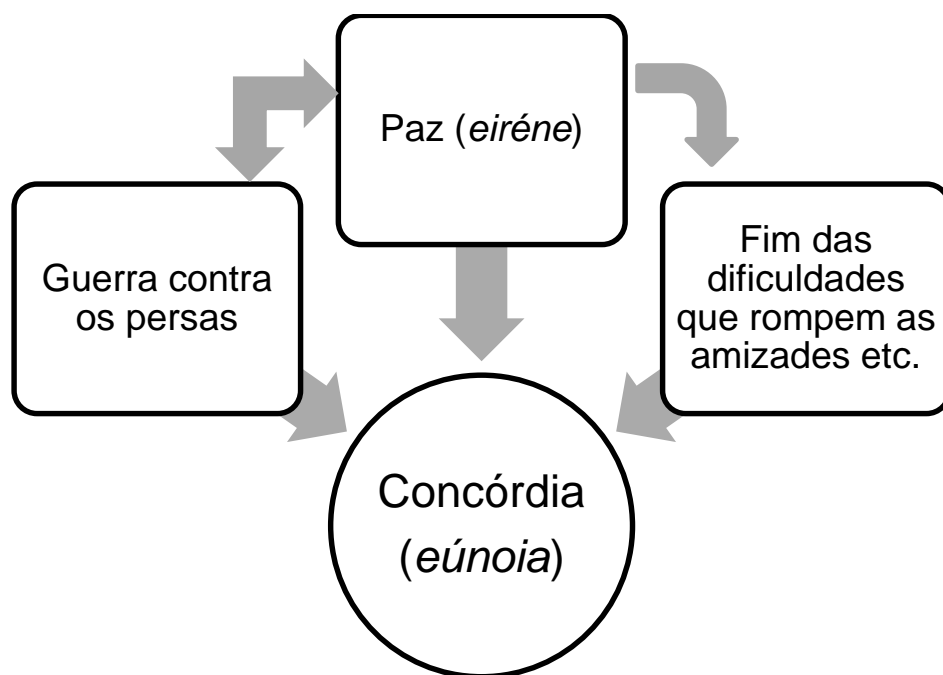 Paz (eiréne)
Guerra contra
os persas
Fim das
dificuldades
que rompem as
amizades etc.
Concórdia
(eúnoia)